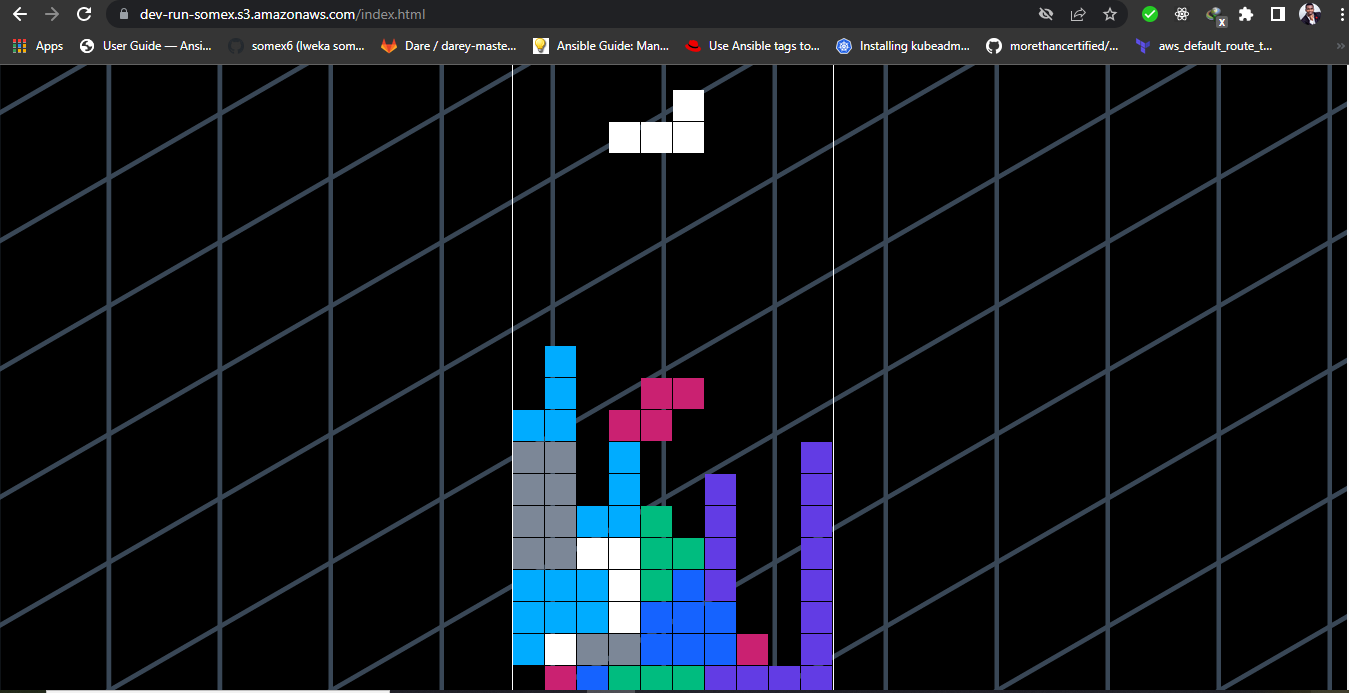 dev-run-somex.s3.amazonaws.com/index.html
Apps User Guide — Ansi... somex6 (Iweka som... Dare / darey-maste... Ansible Guide: Man... Use Ansible tags to... Installing kubeadm... morethancertified/... aws_default_route_t... »